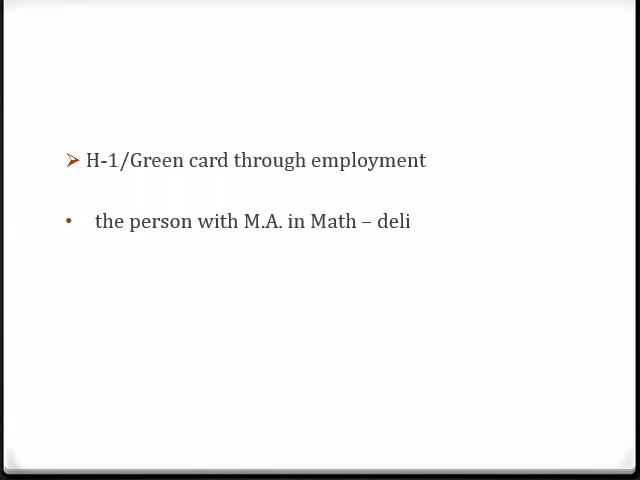 H-1/Green card through employment
the person with M.A. in Math – deli